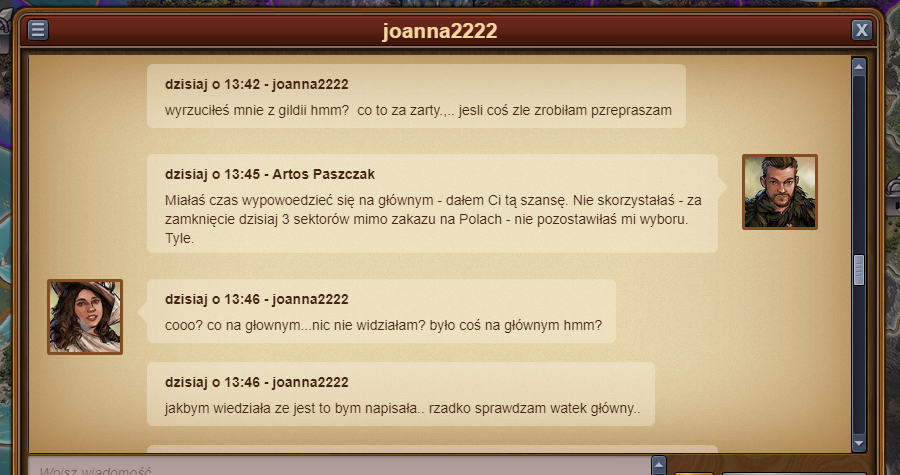 joanna2222
X
dzisiaj o 13:42 - joanna2222
wyrzuciłeś mnie z gildii hmm?  co to za zarty.,.. jesli coś zle zrobiłam pzrepraszam
dzisiaj o 13:45 - Artos Paszczak
Miałaś czas wypowoedzieć się na głównym - dałem Ci tą szansę. Nie skorzystałaś - za
zamknięcie dzisiaj 3 sektorów mimo zakazu na Polach - nie pozostawiłaś mi wyboru.
Tyle.
dzisiaj o 13:46 - joanna2222
cooo? co na głownym...nic nie widziałam? było coś na głównym hmm?
dzisiaj o 13:46 - joanna2222
jakbym wiedziała ze jest to bym napisała.. rzadko sprawdzam watek główny..
Wpisz wiadomość